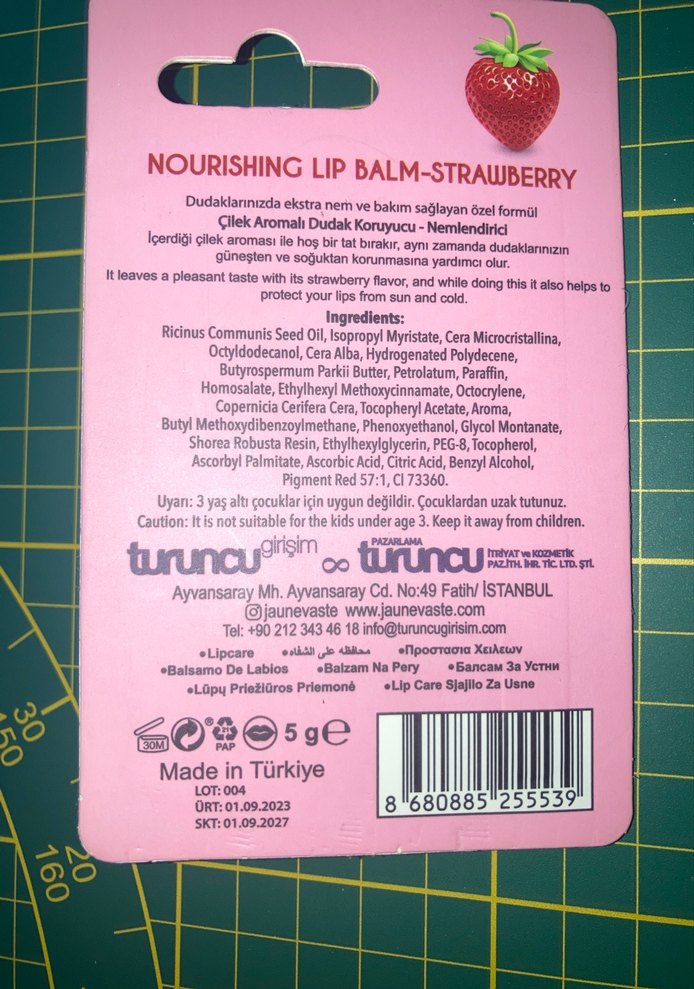 NOURISHING LIP BALM-STRAWBERRY
Dudaklarınızda ekstra nem ve bakım sağlayan özel formül
Çilek Aromalı Dudak Koruyucu - Nemlendirici
İçerdiği çilek aroması ile hoş bir tat bırakır, aynı zamanda dudaklarınızın
güneşten ve soğuktan korunmasına yardımcı olur.
It leaves a pleasant taste with its strawberry flavor, and while doing this it also helps to
protect your lips from sun and cold.
Ingredients:
Ricinus Communis Seed Oil, Isopropyl Myristate, Cera Microcristallina,
Octyldodecanol, Cera Alba, Hydrogenated Polydecene,
Butyrospermum Parkii Butter, Petrolatum, Paraffin,
Homosalate, Ethylhexyl Methoxycinnamate, Octocrylene,
Copernicia Cerifera Cera, Tocopheryl Acetate, Aroma,
Butyl Methoxydibenzoylmethane, Phenoxyethanol, Glycol Montanate,
Shorea Robusta Resin, Ethylhexylglycerin, PEG-8, Tocopherol,
Ascorbyl Palmitate, Ascorbic Acid, Citric Acid, Benzyl Alcohol,
Pigment Red 57:1, CI 73360.
Uyarı: 3 yaş altı çocuklar için uygun değildir. Çocuklardan uzak tutunuz.
Caution: It is not suitable for the kids under age 3. Keep it away from children.
turuncu girişim ∞ PAZARLAMA turuncu ITRİYAT ve KOZMETİK
PAZ.İTH. İHR. TİC. LTD. ŞTİ.
Ayvansaray Mh. Ayvansaray Cd. No:49 Fatih/ İSTANBUL
jaunevaste www.jaunevaste.com
Tel: +90 212 343 46 18 info@turuncugirisim.com
•Lipcare •محافظه على الشفاه •Προστασια Χειλεων
•Balsamo De Labios •Balzam Na Pery •Балсам За Устни
•Lūpų Priežiūros Priemonė •Lip Care Sjajilo Za Usne
30M ® 21 PAP 5 g ℮
Made in Türkiye
LOT: 004
ÜRT: 01.09.2023
SKT: 01.09.2027
8 680885 255539
30
150
20
160